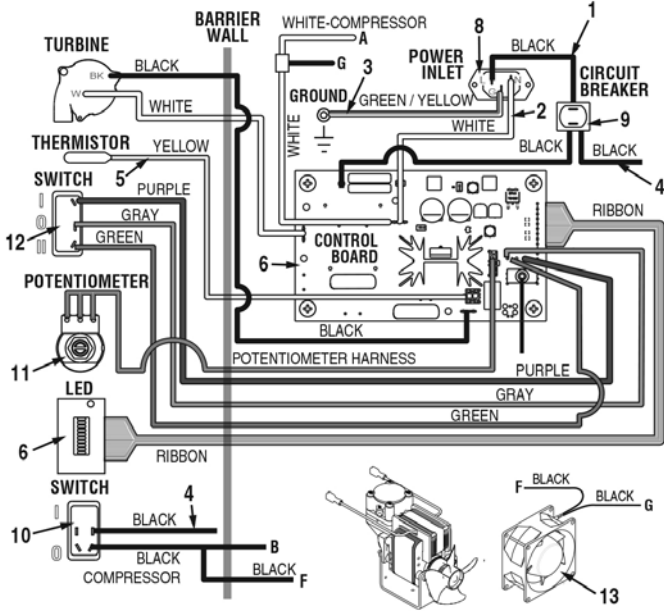 BARRIER
WALL
WHITE-COMPRESSOR
A
G
1
8
BLACK
TURBINE
BK
W
BLACK
WHITE
POWER
INLET
L
N
G
3
GROUND
GREEN / YELLOW
WHITE
2
CIRCUIT
BREAKER
9
BLACK
BLACK
4
WHITE
THERMISTOR
YELLOW
5
SWITCH
I
O
II
12
PURPLE
GRAY
GREEN
6
CONTROL
BOARD
RIBBON
POTENTIOMETER
11
BLACK
POTENTIOMETER HARNESS
PURPLE
GRAY
GREEN
LED
6
RIBBON
SWITCH
I
O
10
4
BLACK
BLACK
B
COMPRESSOR
BLACK
F
F
BLACK
BLACK
G
13